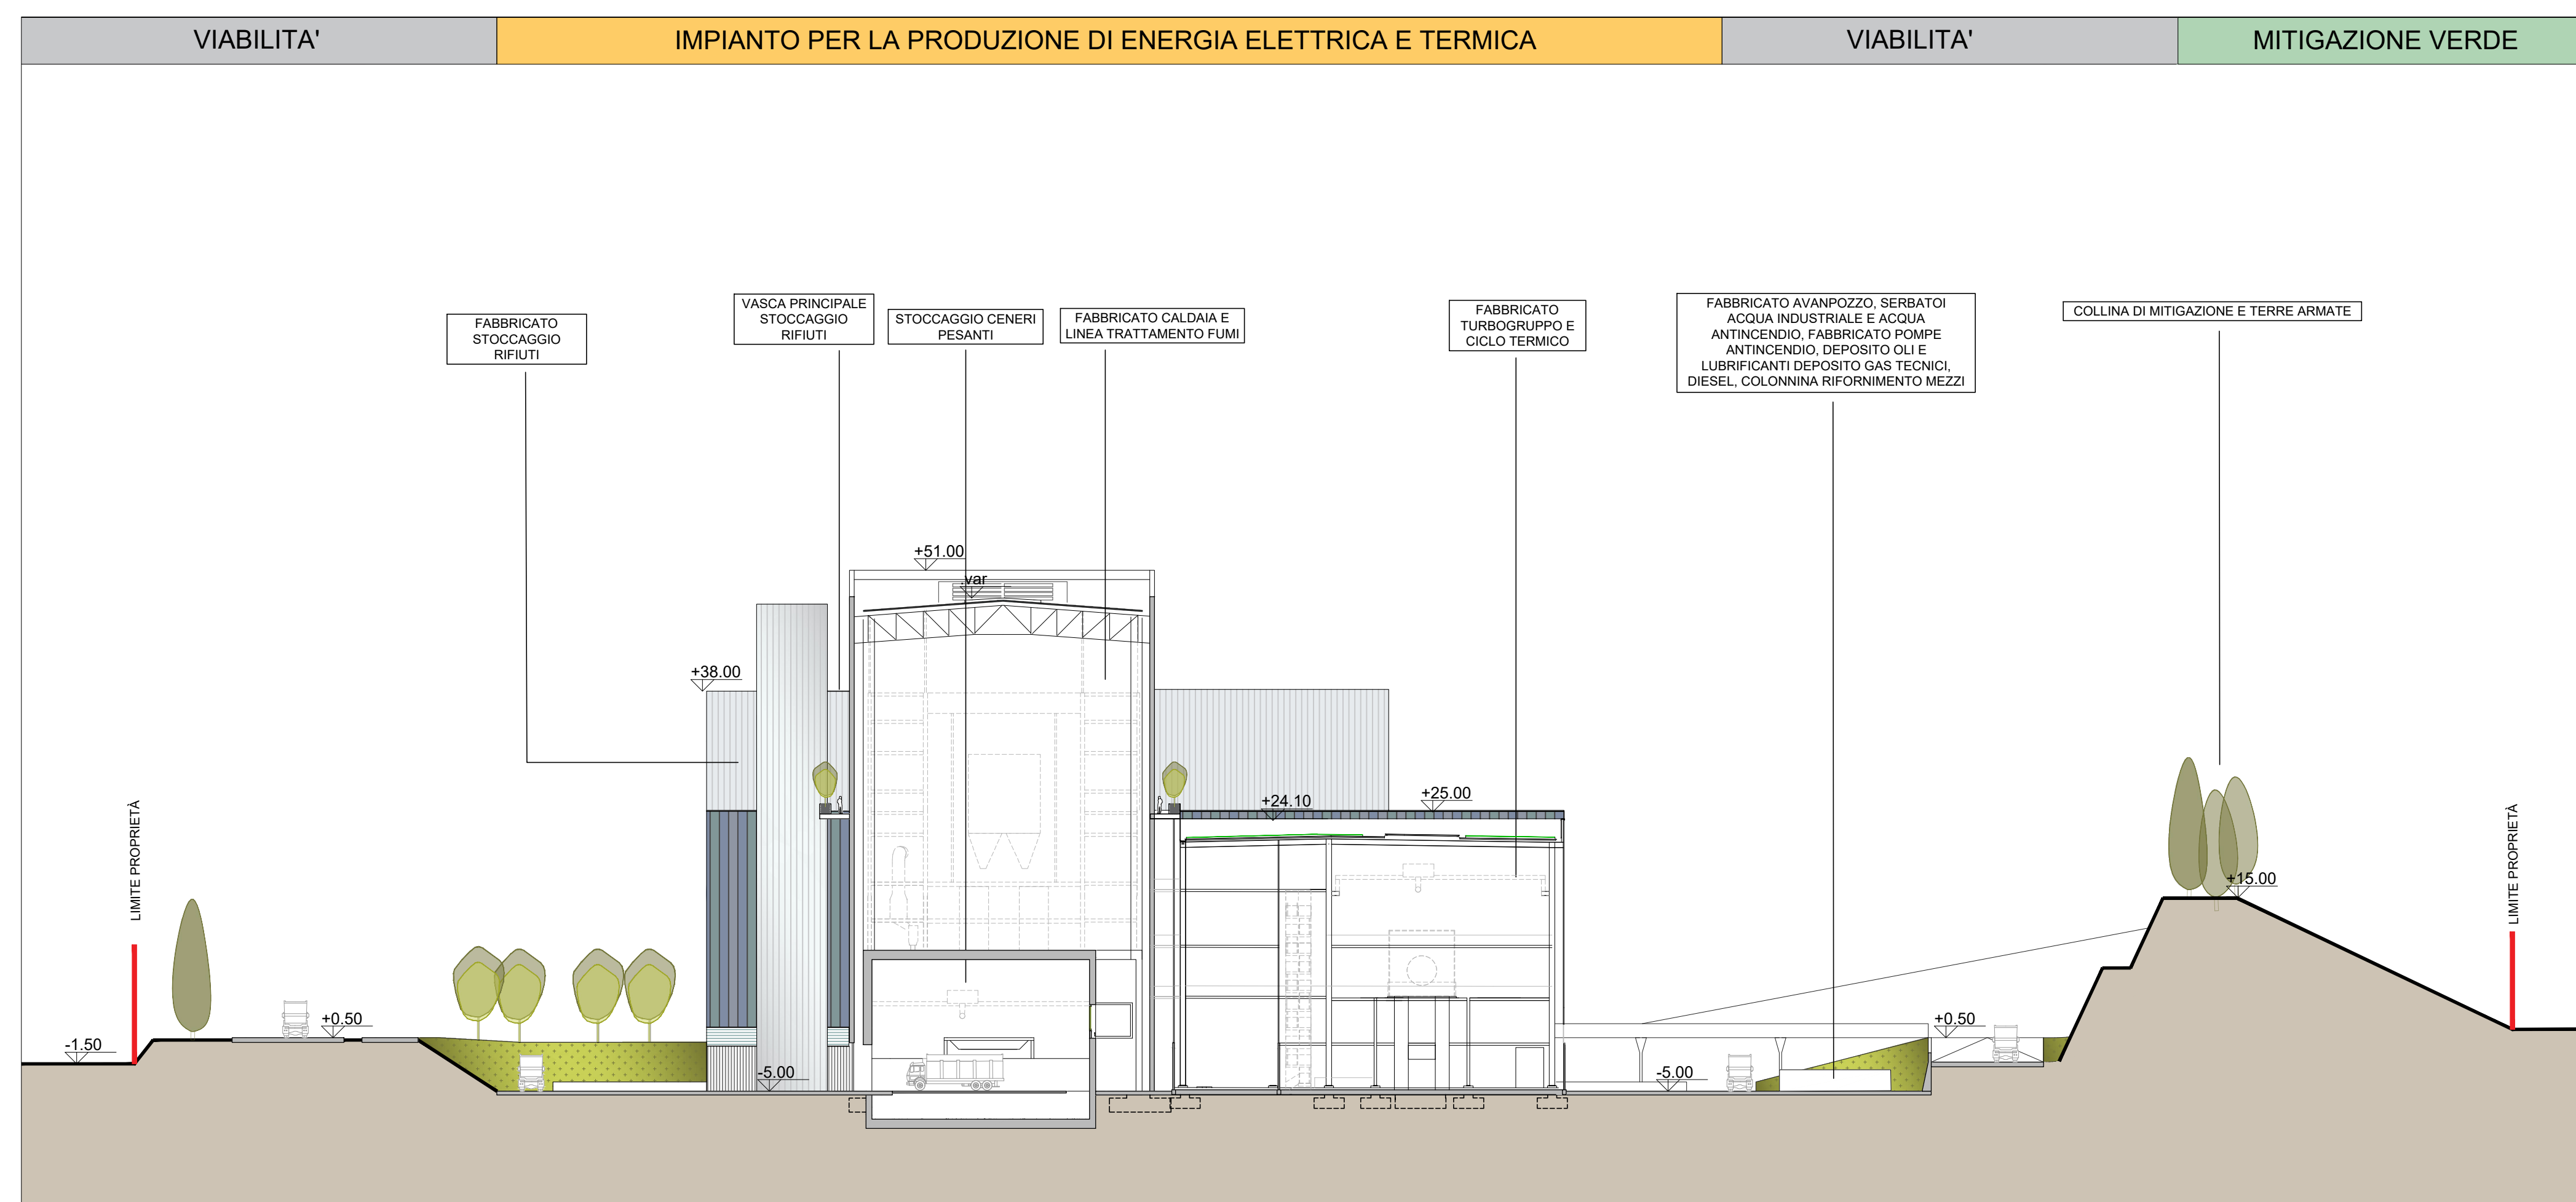 VIABILITA'
IMPIANTO PER LA PRODUZIONE DI ENERGIA ELETTRICA E TERMICA
VIABILITA'
MITIGAZIONE VERDE
FABBRICATO
STOCCAGGIO
RIFIUTI
VASCA PRINCIPALE
STOCCAGGIO
RIFIUTI
STOCCAGGIO CENERI
PESANTI
FABBRICATO CALDAIA E
LINEA TRATTAMENTO FUMI
FABBRICATO
TURBOGRUPPO E
CICLO TERMICO
FABBRICATO AVANPOZZO, SERBATOI
ACQUA INDUSTRIALE E ACQUA
ANTINCENDIO, FABBRICATO POMPE
ANTINCENDIO, DEPOSITO OLI E
LUBRIFICANTI DEPOSITO GAS TECNICI,
DIESEL, COLONNINA RIFORNIMENTO MEZZI
COLLINA DI MITIGAZIONE E TERRE ARMATE
+51.00
.var
+38.00
+24.10
+25.00
+15.00
LIMITE PROPRIETÀ
LIMITE PROPRIETÀ
-1.50
+0.50
-5.00
-5.00
+0.50